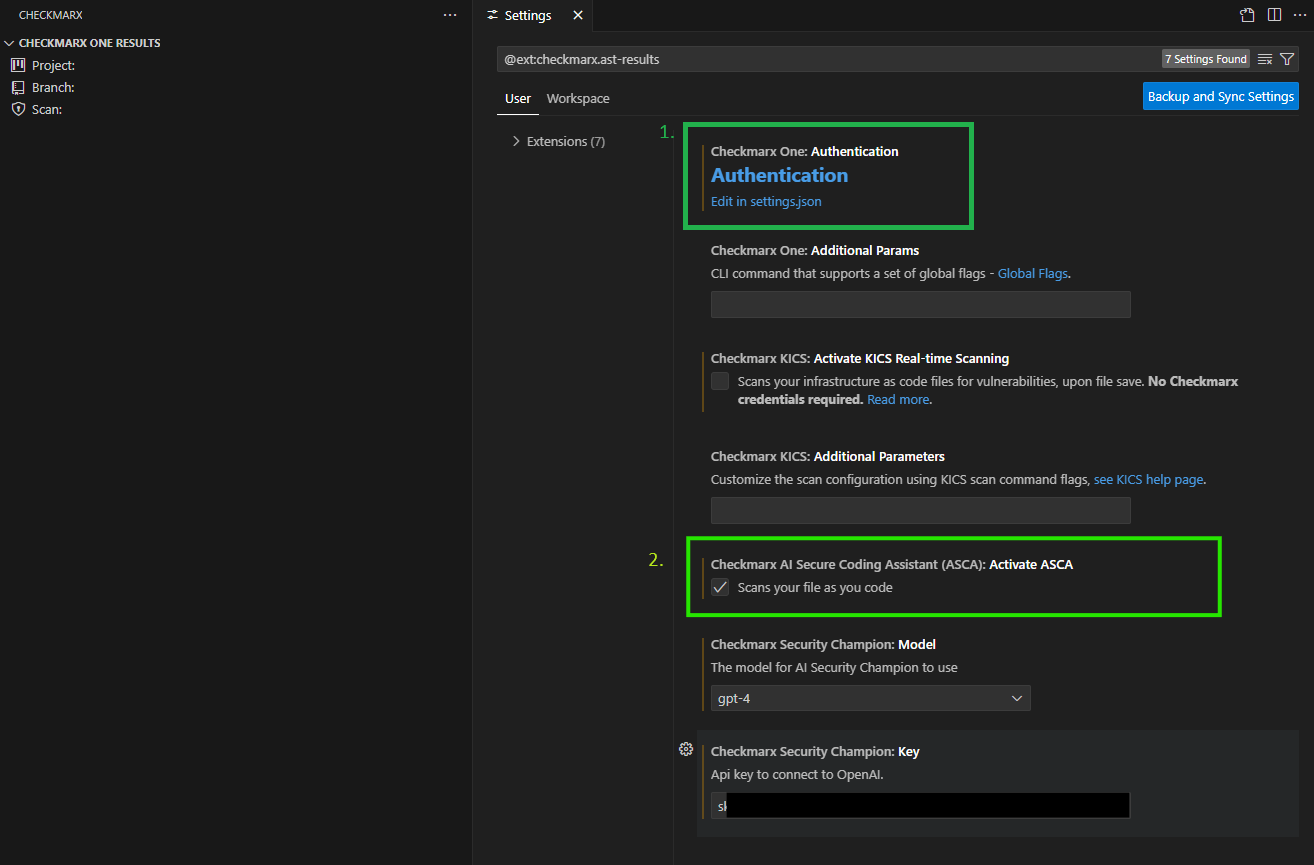 CHECKMARX
CHECKMARX ONE RESULTS
Project:
Branch:
Scan:
Settings
@ext:checkmarx.ast-results
7 Settings Found
User
Workspace
Backup and Sync Settings
Extensions (7)
1.
Checkmarx One: Authentication
Authentication
Edit in settings.json
Checkmarx One: Additional Params
CLI command that supports a set of global flags - Global Flags.
Checkmarx KICS: Activate KICS Real-time Scanning
Scans your infrastructure as code files for vulnerabilities, upon file save. No Checkmarx
credentials required. Read more.
Checkmarx KICS: Additional Parameters
Customize the scan configuration using KICS scan command flags, see KICS help page.
2.
Checkmarx AI Secure Coding Assistant (ASCA): Activate ASCA
Scans your file as you code
Checkmarx Security Champion: Model
The model for AI Security Champion to use
gpt-4
Checkmarx Security Champion: Key
Api key to connect to OpenAI.